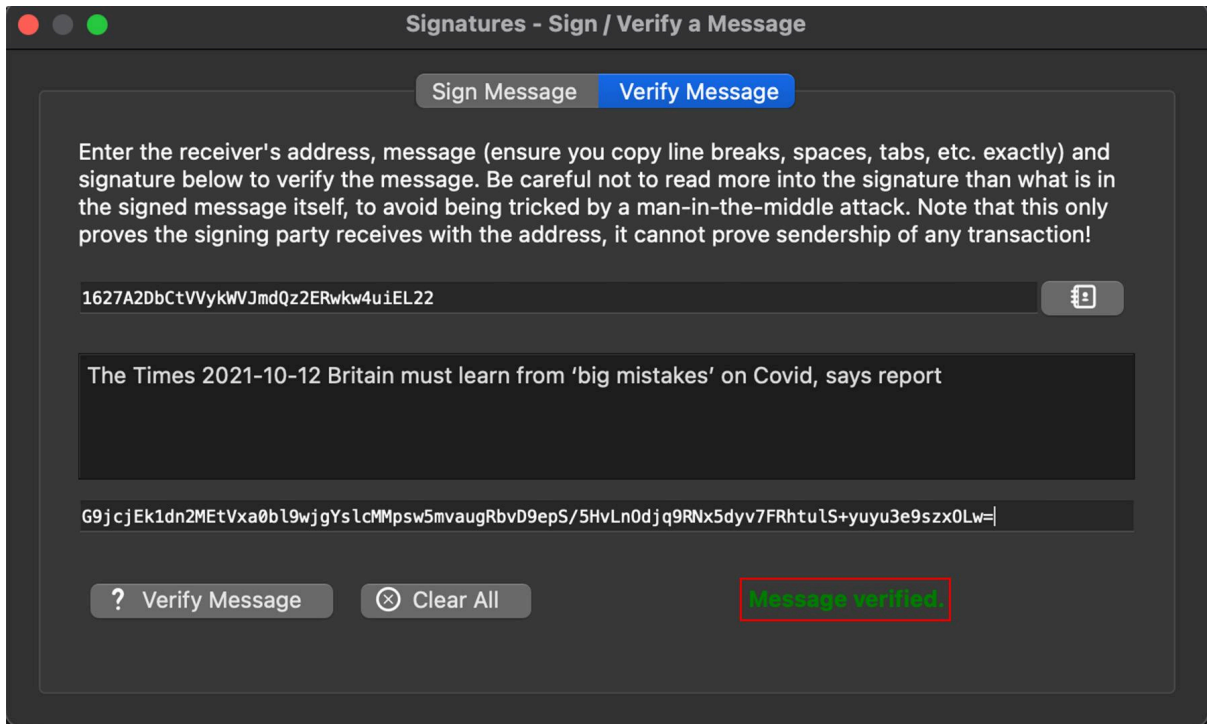 Signatures - Sign / Verify a Message
Sign Message Verify Message
Enter the receiver's address, message (ensure you copy line breaks, spaces, tabs, etc. exactly) and
signature below to verify the message. Be careful not to read more into the signature than what is in
the signed message itself, to avoid being tricked by a man-in-the-middle attack. Note that this only
proves the signing party receives with the address, it cannot prove sendership of any transaction!
1627A2DbCtVVykWVJmdQz2ERwkw4uiEL22
The Times 2021-10-12 Britain must learn from ‘big mistakes’ on Covid, says report
G9jcjEk1dn2MEtVxa0bl9wjgYslcMMpsw5mvaugRbvD9epS/5HvLnOdjq9RNx5dyv7FRhtulS+yuyu3e9szxOLw=
? Verify Message Clear All Message verified.